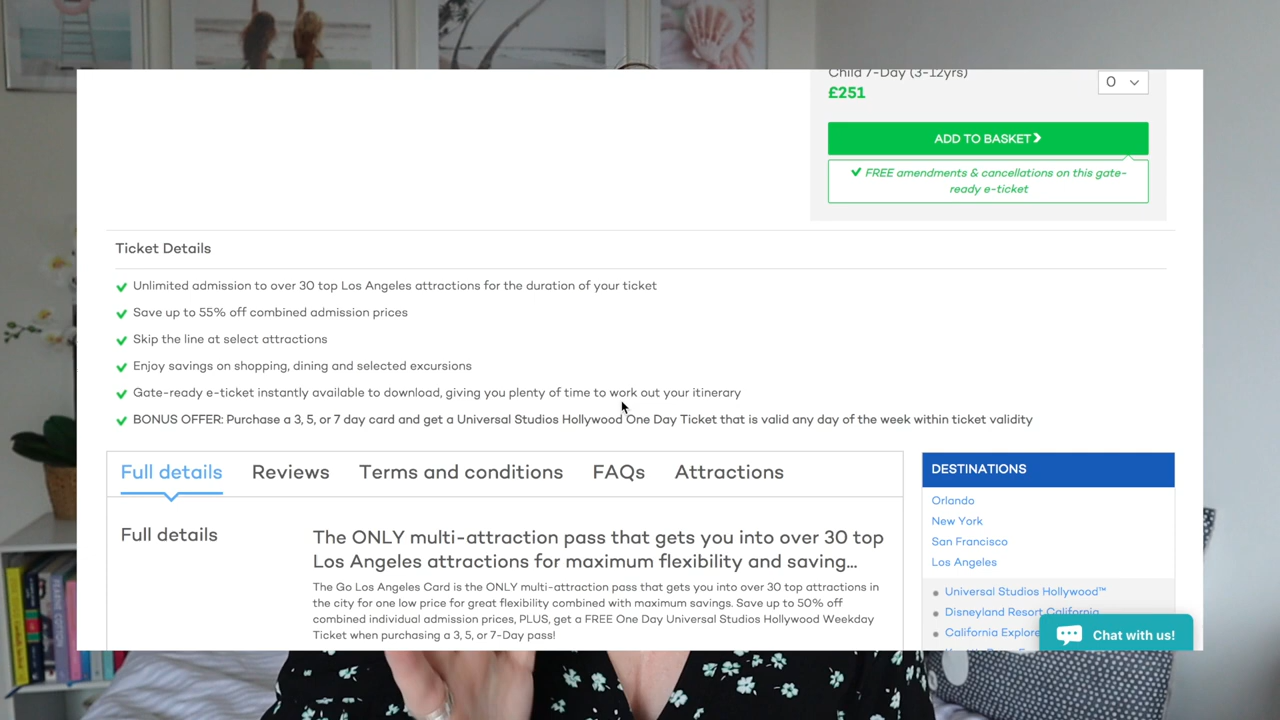 Child 7-Day (3-12yrs)
£251
0
ADD TO BASKET
FREE amendments & cancellations on this gate-
ready e-ticket
Ticket Details
Unlimited admission to over 30 top Los Angeles attractions for the duration of your ticket
Save up to 55% off combined admission prices
Skip the line at select attractions
Enjoy savings on shopping, dining and selected excursions
Gate-ready e-ticket instantly available to download, giving you plenty of time to work out your itinerary
BONUS OFFER: Purchase a 3, 5, or 7 day card and get a Universal Studios Hollywood One Day Ticket that is valid any day of the week within ticket validity
Full details Reviews Terms and conditions FAQs Attractions
Full details
The ONLY multi-attraction pass that gets you into over 30 top
Los Angeles attractions for maximum flexibility and saving...
The Go Los Angeles Card is the ONLY multi-attraction pass that gets you into over 30 top attractions in
the city for one low price for great flexibility combined with maximum savings. Save up to 50% off
combined individual admission prices, PLUS, get a FREE One Day Universal Studios Hollywood Weekday
Ticket when purchasing a 3, 5, or 7-Day pass!
DESTINATIONS
Orlando
New York
San Francisco
Los Angeles
Universal Studios Hollywood™
Disneyland Resort California
California Explore
Chat with us!